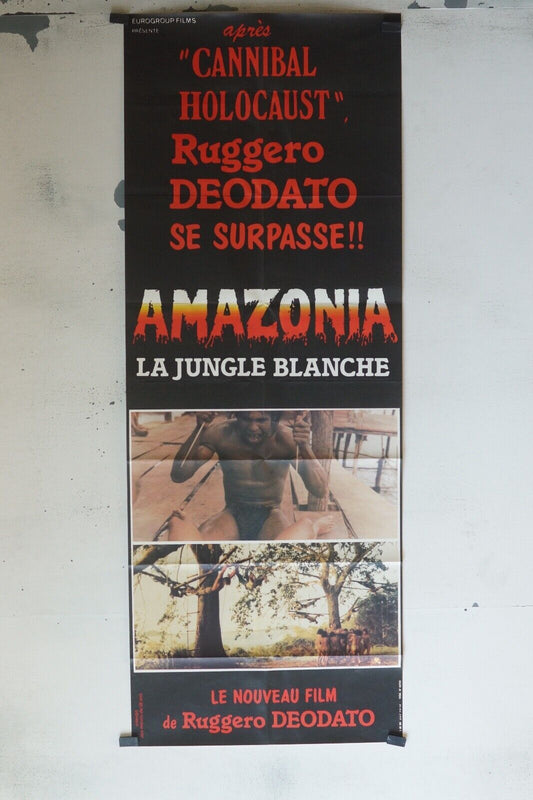 EUROGROUP FILMS
PRÉSENTE
après
"CANNIBAL
HOLOCAUST",
Ruggero
DEODATO
SE SURPASSE!!
AMAZONIA
LA JUNGLE BLANCHE
LE NOUVEAU FILM
de Ruggero DEODATO